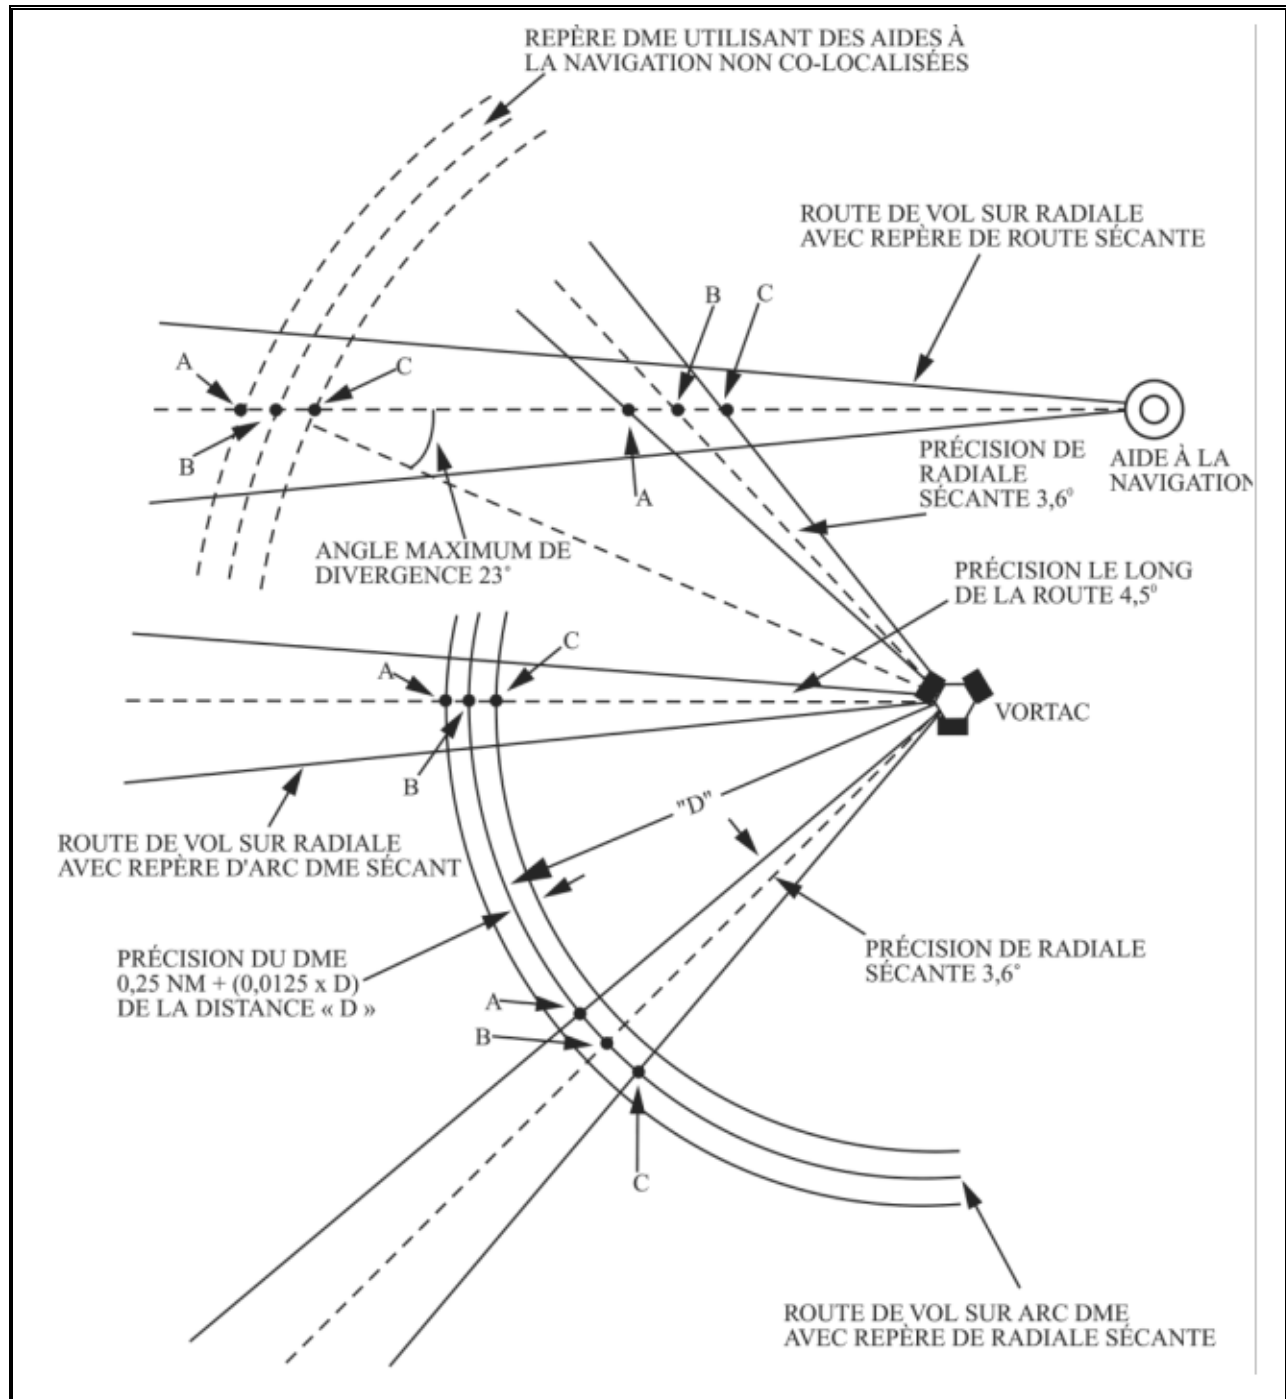 REPÈRE DME UTILISANT DES AIDES À
LA NAVIGATION NON CO-LOCALISÉES
ROUTE DE VOL SUR RADIALE
AVEC REPÈRE DE ROUTE SÉCANTE
B
C
A
C
B
A
PRÉCISION DE
RADIALE
SÉCANTE 3,6⁰
AIDE À LA
NAVIGATION
ANGLE MAXIMUM DE
DIVERGENCE 23°
PRÉCISION LE LONG
DE LA ROUTE 4,5⁰
C
A
B
VORTAC
"D"
ROUTE DE VOL SUR RADIALE
AVEC REPÈRE D'ARC DME SÉCANT
PRÉCISION DU DME
0,25 NM + (0,0125 x D)
DE LA DISTANCE « D »
PRÉCISION DE RADIALE
SÉCANTE 3,6°
A
B
C
ROUTE DE VOL SUR ARC DME
AVEC REPÈRE DE RADIALE SÉCANTE